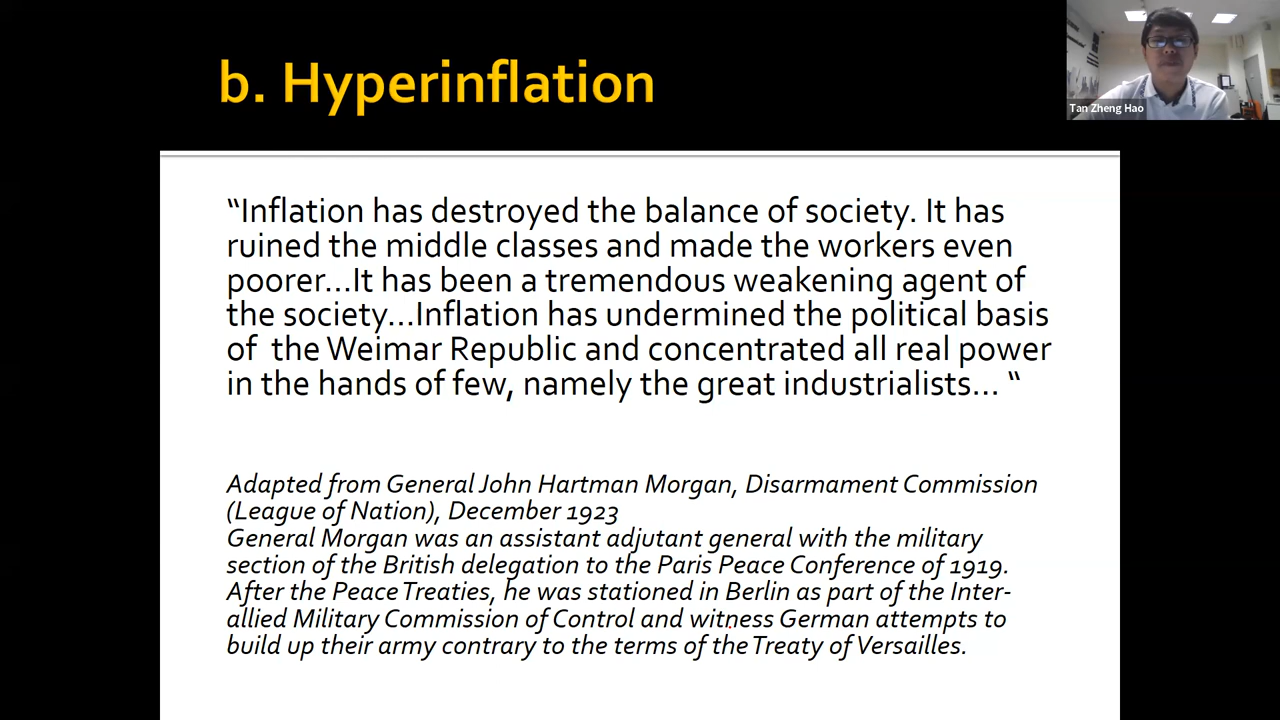 b. Hyperinflation
Tan Zheng Hao
“Inflation has destroyed the balance of society. It has
ruined the middle classes and made the workers even
poorer...It has been a tremendous weakening agent of
the society...Inflation has undermined the political basis
of  the Weimar Republic and concentrated all real power
in the hands of few, namely the great industrialists... “
Adapted from General John Hartman Morgan, Disarmament Commission
(League of Nation), December 1923
General Morgan was an assistant adjutant general with the military
section of the British delegation to the Paris Peace Conference of 1919.
After the Peace Treaties, he was stationed in Berlin as part of the Inter-
allied Military Commission of Control and witness German attempts to
build up their army contrary to the terms of the Treaty of Versailles.